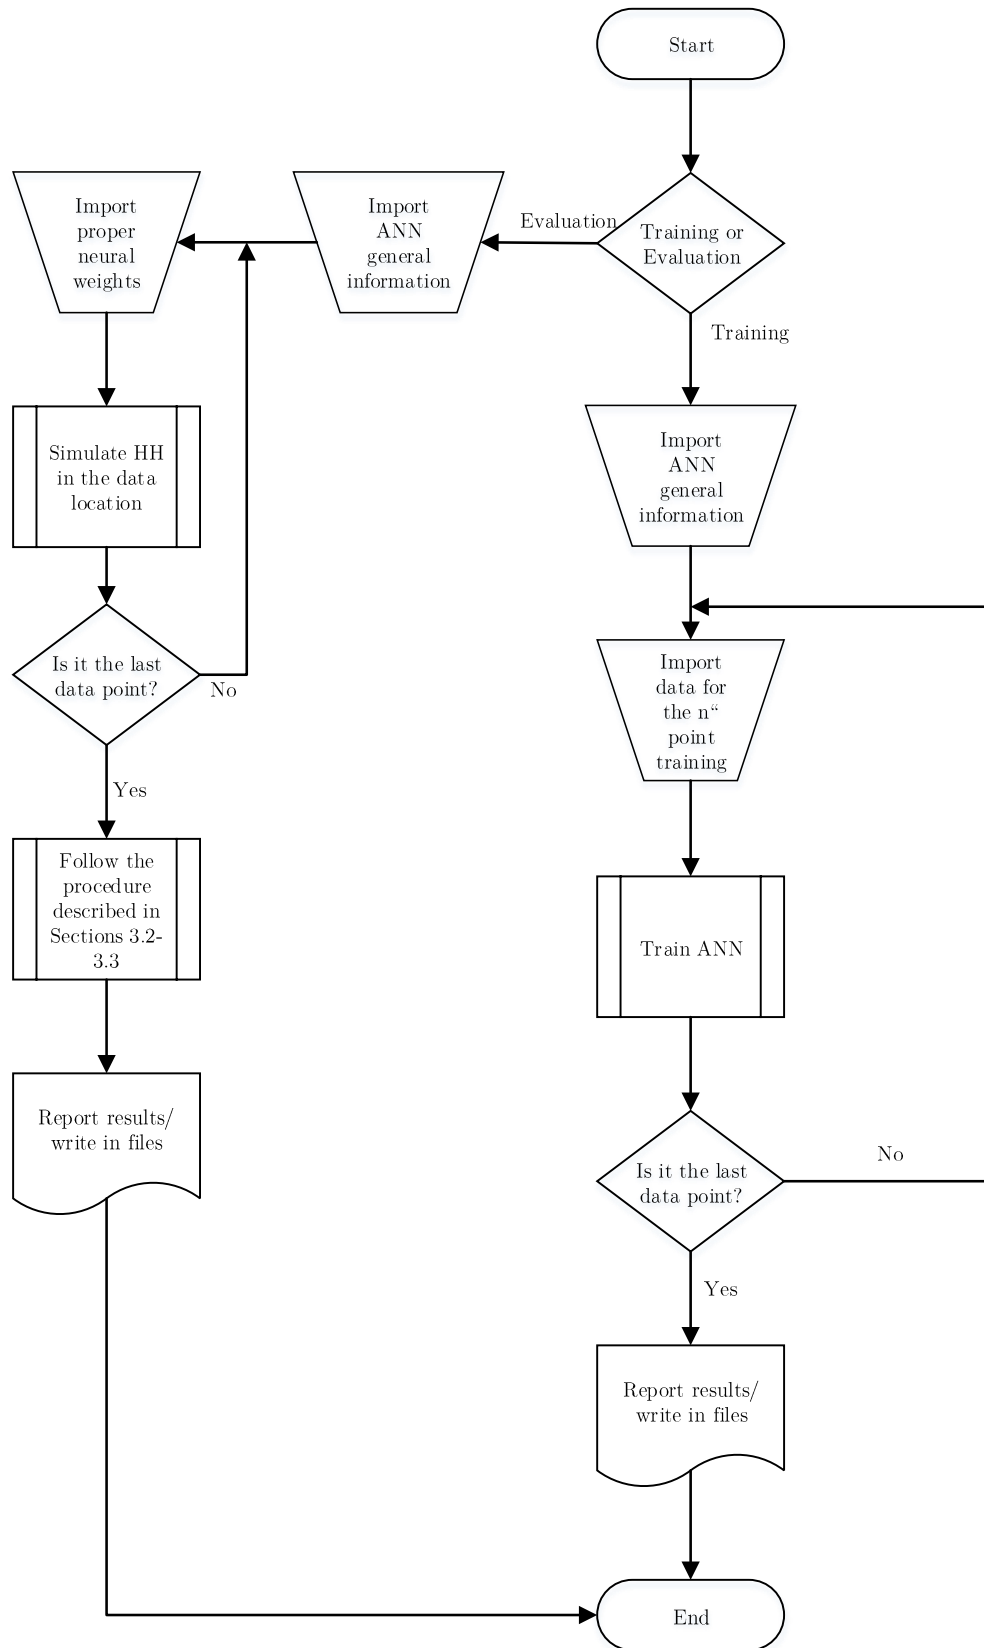 Start
Training or
Evaluation
Evaluation
Import
ANN
general
information
Import
proper
neural
weights
Simulate HH
in the data
location
Is it the last
data point?
No
Yes
Follow the
procedure
described in
Sections 3.2-
3.3
Report results/
write in files
Training
Import
ANN
general
information
Import
data for
the n“
point
training
Train ANN
Is it the last
data point?
No
Yes
Report results/
write in files
End